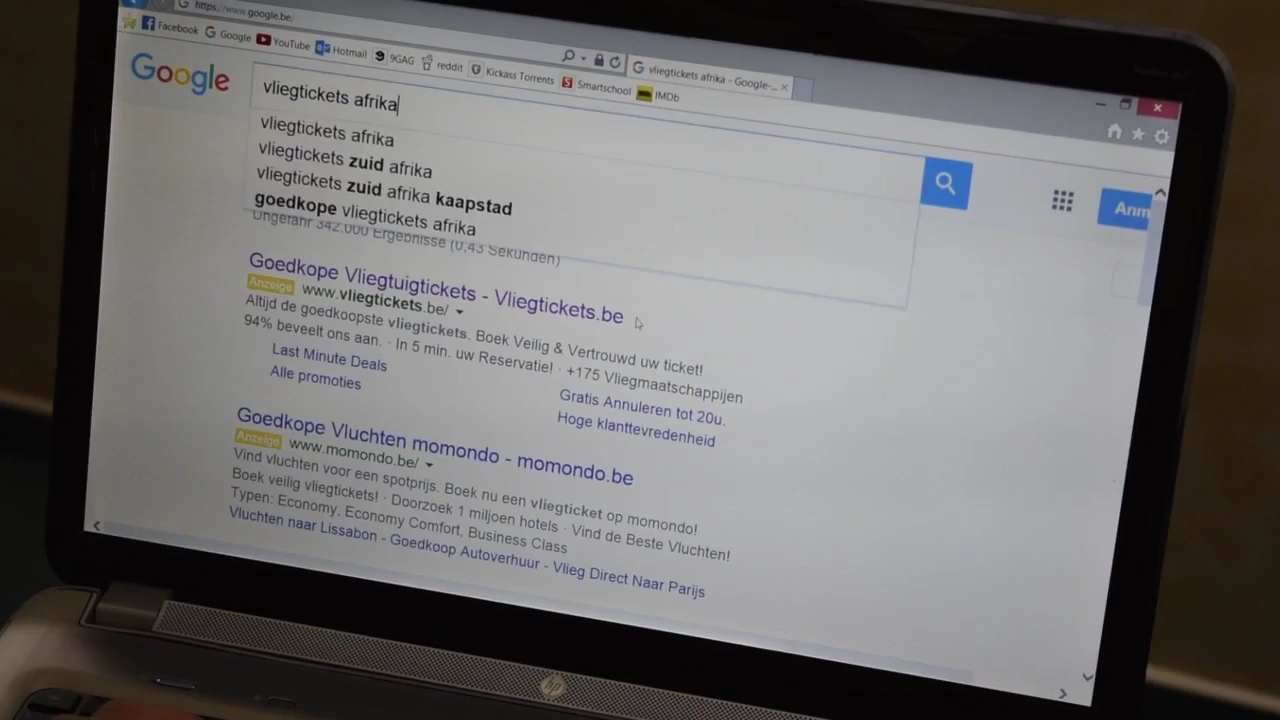 https://www.google.be/
vliegtickets afrika - Google-...
Facebook Google YouTube Hotmail 9GAG reddit Kickass Torrents Smartschool IMDb
Google
vliegtickets afrika
Anm
vliegtickets afrika
vliegtickets zuid afrika
vliegtickets zuid afrika kaapstad
goedkope vliegtickets afrika
Ungefähr 342.000 Ergebnisse (0,43 Sekunden)
Goedkope Vliegtuigtickets - Vliegtickets.be
Anzeige www.vliegtickets.be/
Altijd de goedkoopste vliegtickets. Boek Veilig & Vertrouwd uw ticket!
94% beveelt ons aan. · In 5 min. uw Reservatie! · +175 Vliegmaatschappijen
Last Minute Deals
Gratis Annuleren tot 20u.
Alle promoties
Hoge klanttevredenheid
Goedkope Vluchten momondo - momondo.be
Anzeige www.momondo.be/
Vind vluchten voor een spotprijs. Boek nu een vliegticket op momondo!
Boek veilig vliegtickets! · Doorzoek 1 miljoen hotels · Vind de Beste Vluchten!
Typen: Economy, Economy Comfort, Business Class
Vluchten naar Lissabon - Goedkoop Autoverhuur - Vlieg Direct Naar Parijs
hp